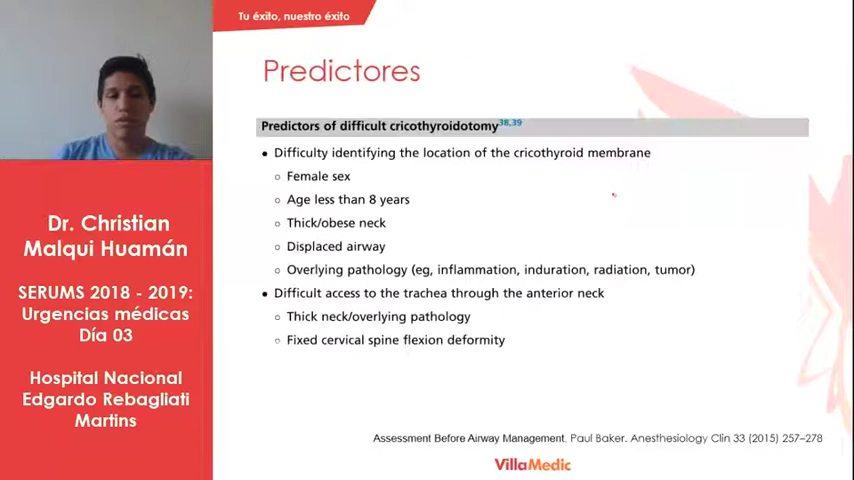 Tu éxito, nuestro éxito
Predictores
Predictors of difficult cricothyroidotomy38,39
• Difficulty identifying the location of the cricothyroid membrane
○ Female sex
○ Age less than 8 years
○ Thick/obese neck
○ Displaced airway
○ Overlying pathology (eg, inflammation, induration, radiation, tumor)
• Difficult access to the trachea through the anterior neck
○ Thick neck/overlying pathology
○ Fixed cervical spine flexion deformity
Dr. Christian
Malqui Huamán
SERUMS 2018 - 2019:
Urgencias médicas
Día 03
Hospital Nacional
Edgardo Rebagliati
Martins
Assessment Before Airway Management. Paul Baker. Anesthesiology Clin 33 (2015) 257–278
VillaMedic